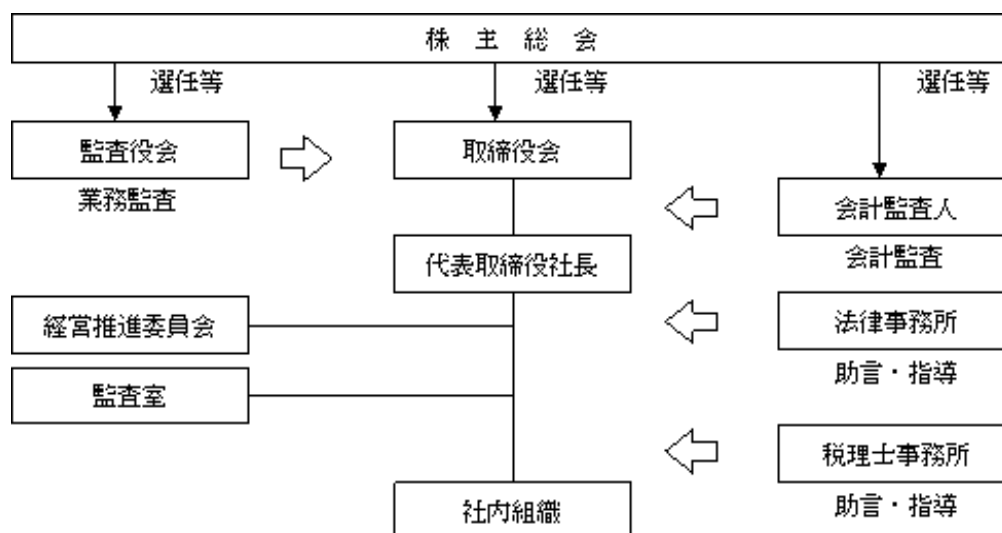 株主総会
選任等
選任等
選任等
監査役会
取締役会
業務監査
会計監査人
会計監査
代表取締役社長
経営推進委員会
法律事務所
助言・指導
監査室
税理士事務所
助言・指導
社内組織